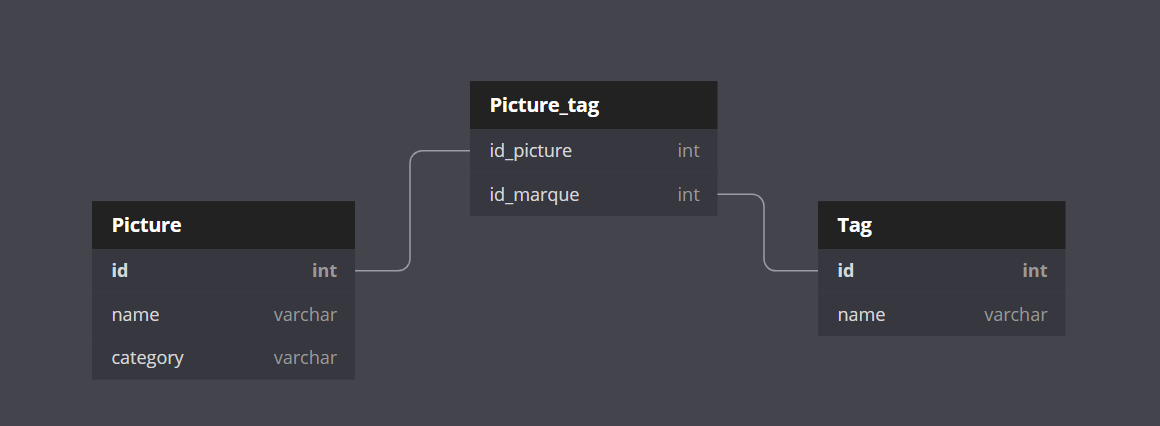 Picture_tag
id_picture int
id_marque int
Picture
id int
name varchar
category varchar
Tag
id int
name varchar